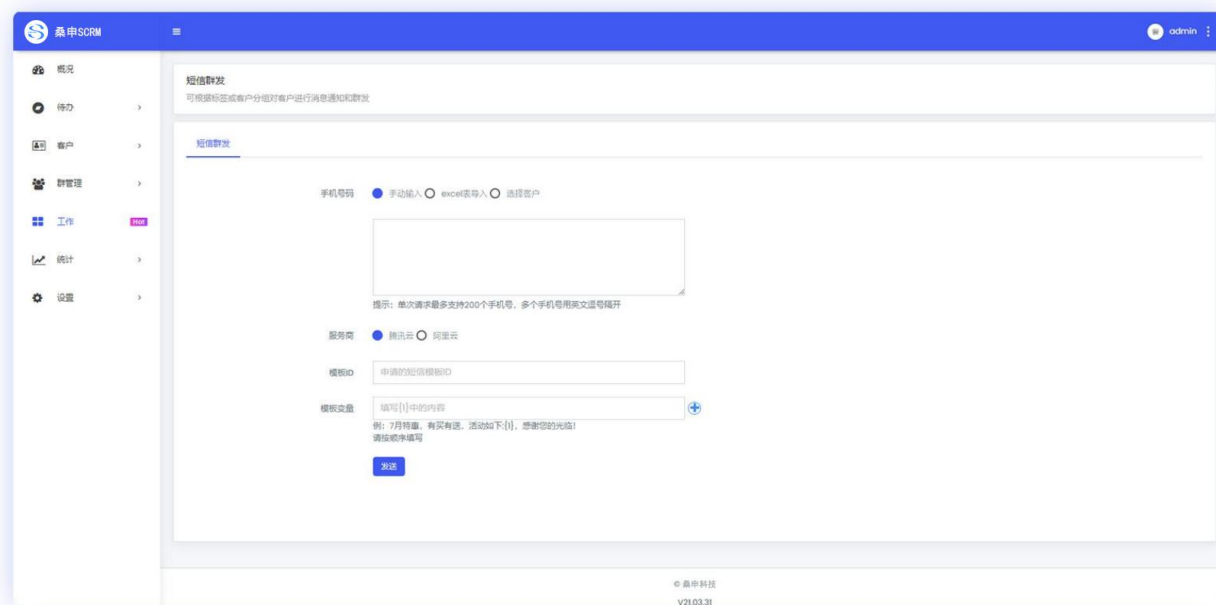 桑申SCRM
admin
概况
待办
客户
群管理
工作 Hot
统计
设置
短信群发
可根据标签或客户分组对客户进行消息通知和群发
短信群发
手机号码 手动输入 excel表导入 选择客户
提示：单次请求最多支持200个手机号，多个手机号用英文逗号隔开
服务商 腾讯云 阿里云
模板ID 申请的短信模板ID
模板变量 填写{1}中的内容
例：7月特惠，有买有送，活动如下:{1}，感谢您的光临！
请按顺序填写
发送
© 桑申科技
V21.03.31